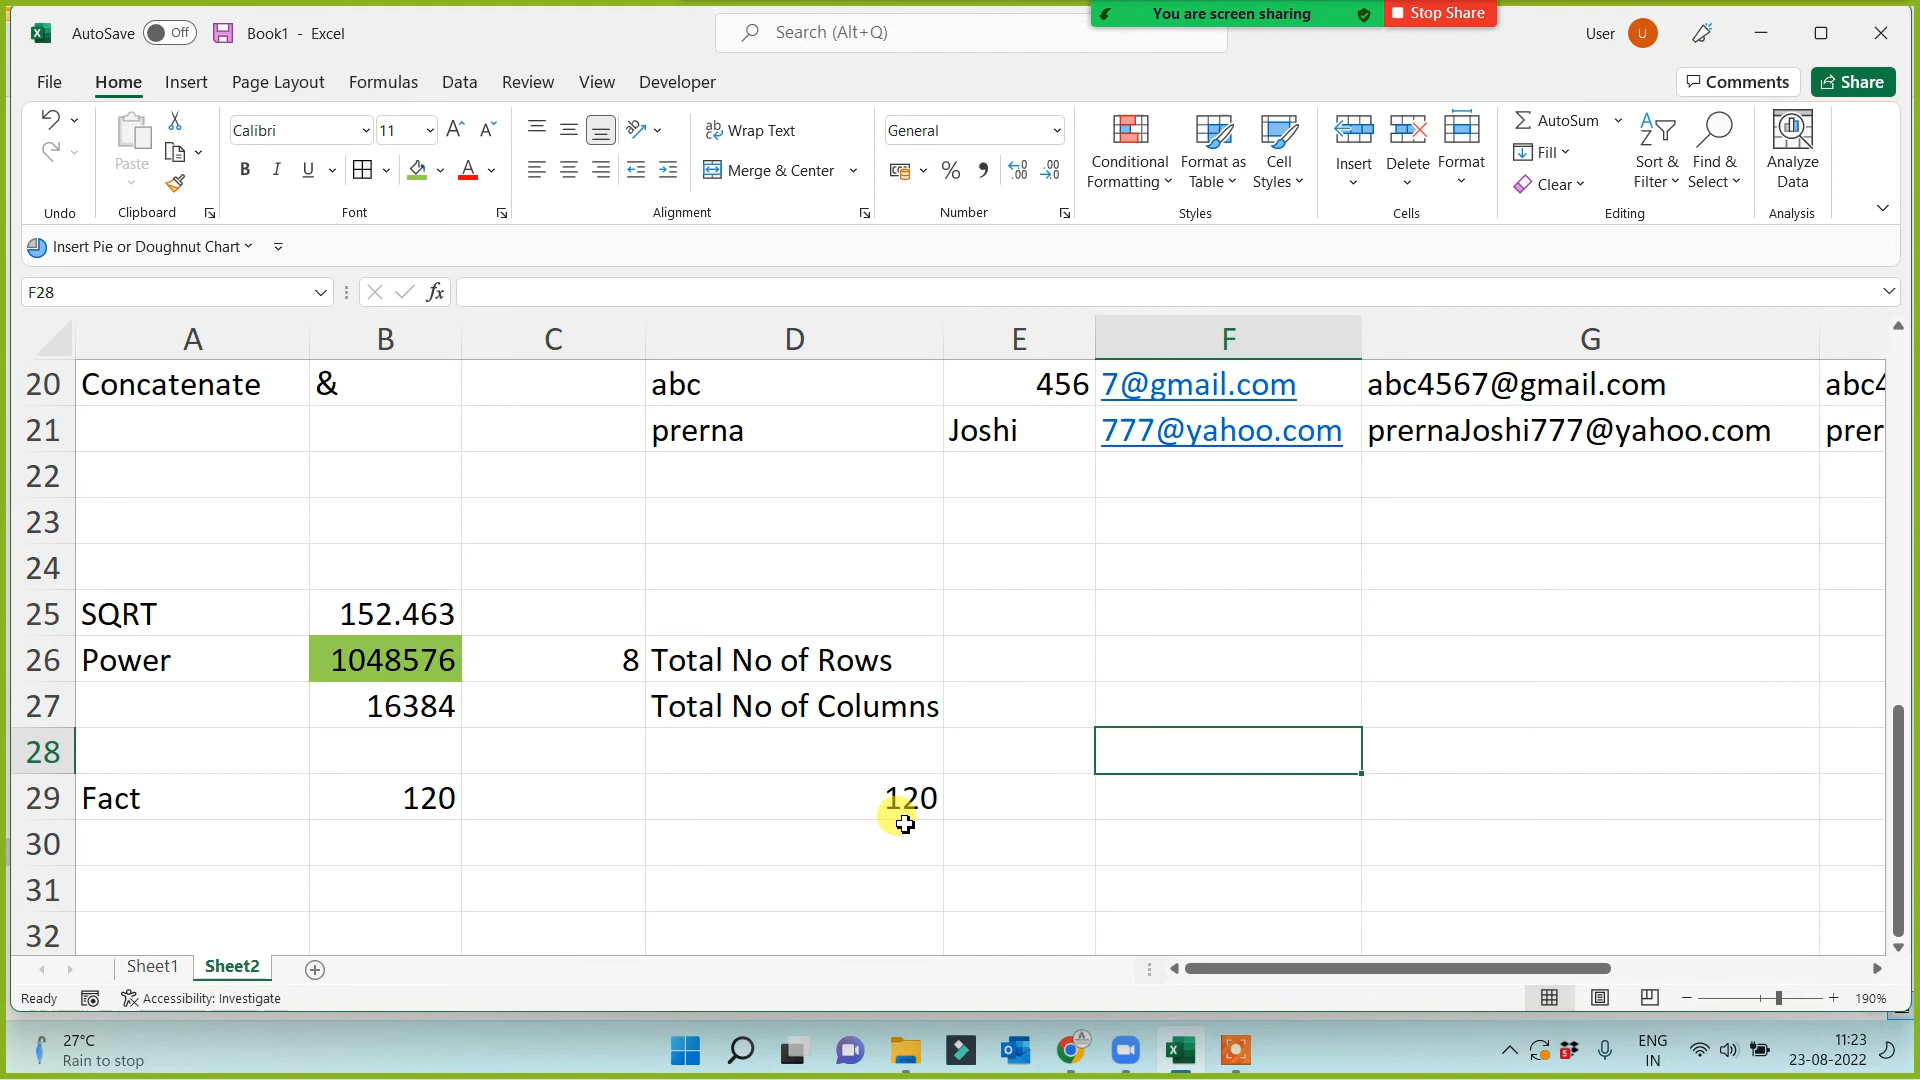 You are screen sharing Stop Share
AutoSave Off Book1 - Excel Search (Alt+Q) User U
File Home Insert Page Layout Formulas Data Review View Developer Comments Share
Paste Calibri 11 Wrap Text General AutoSum
Conditional Formatting Format as Table Cell Styles Insert Delete Format Fill Sort & Filter Find & Select Analyze Data
B I U Merge & Center % Clear
Undo Clipboard Font Alignment Number Styles Cells Editing Analysis
Insert Pie or Doughnut Chart
F28 fx
A B C D E F G
20 Concatenate & abc 456 7@gmail.com abc4567@gmail.com abc4
21 prerna Joshi 777@yahoo.com prernaJoshi777@yahoo.com prer
22
23
24
25 SQRT 152.463
26 Power 1048576 8 Total No of Rows
27 16384 Total No of Columns
28
29 Fact 120 120
30
31
32
Sheet1 Sheet2
Ready Accessibility: Investigate 190%
27°C ENG 11:23
Rain to stop IN 23-08-2022